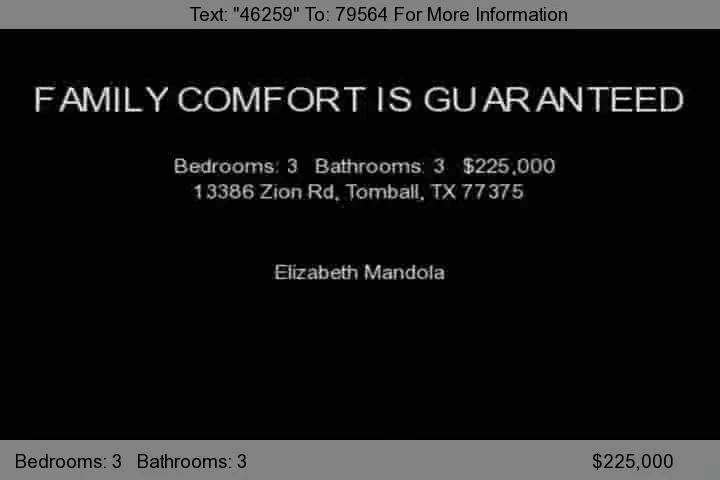 Text: "46259" To: 79564 For More Information
FAMILY COMFORT IS GUARANTEED
Bedrooms: 3 Bathrooms: 3 $225,000
13386 Zion Rd, Tomball, TX 77375
Elizabeth Mandola
Bedrooms: 3 Bathrooms: 3 $225,000